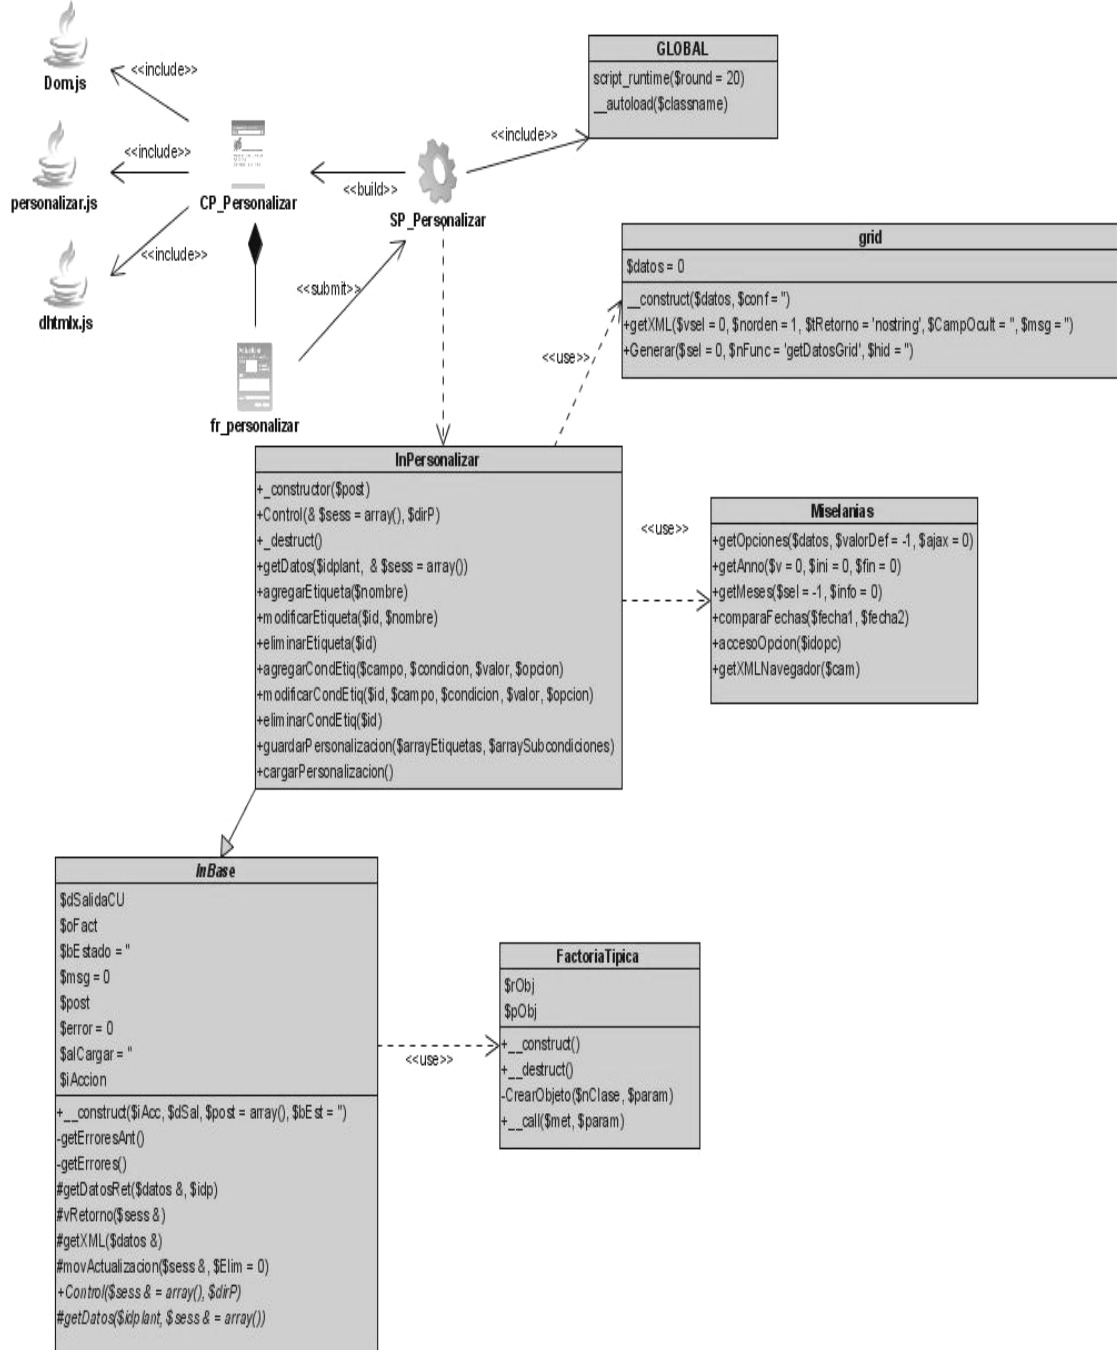 Dom.js
<<include>>
personalizar.js
<<include>>
dhtmlx.js
<<include>>
CP_Personalizar
<<build>>
SP_Personalizar
<<include>>
GLOBAL
script_runtime($round = 20)
__autoload($classname)
<<submit>>
fr_personalizar
grid
$datos = 0
__construct($datos, $conf = '')
+getXML($vsel = 0, $norden = 1, $tRetorno = 'nostring', $CampOcult = '', $msg = '')
+Generar($sel = 0, $nFunc = 'getDatosGrid', $hid = '')
<<use>>
InPersonalizar
+_constructor($post)
+Control(& $sess = array(), $dirP)
+_destruct()
+getDatos($idplant, & $sess = array())
+agregarEtiqueta($nombre)
+modificarEtiqueta($id, $nombre)
+eliminarEtiqueta($id)
+agregarCondEtiq($campo, $condicion, $valor, $opcion)
+modificarCondEtiq($id, $campo, $condicion, $valor, $opcion)
+eliminarCondEtiq($id)
+guardarPersonalizacion($arrayEtiquetas, $arraySubcondiciones)
+cargarPersonalizacion()
<<use>>
Miselanias
+getOpciones($datos, $valorDef = -1, $ajax = 0)
+getAnno($v = 0, $ini = 0, $fin = 0)
+getMeses($sel = -1, $info = 0)
+comparaFechas($fecha1, $fecha2)
+accesoOpcion($idopc)
+getXMLNavegador($cam)
InBase
$dSalidaCU
$oFact
$bEstado = ''
$msg = 0
$post
$error = 0
$alCargar = ''
$iAccion
+__construct($iAcc, $dSal, $post = array(), $bEst = '')
-getErroresAnt()
-getErrores()
#getDatosRet($datos &, $idp)
#vRetorno($sess &)
#getXML($datos &)
#movActualizacion($sess &, $Elim = 0)
+Control($sess & = array(), $dirP)
#getDatos($idplant, $sess & = array())
<<use>>
FactoriaTipica
$rObj
$pObj
+__construct()
+__destruct()
-CrearObjeto($nClase, $param)
+__call($met, $param)